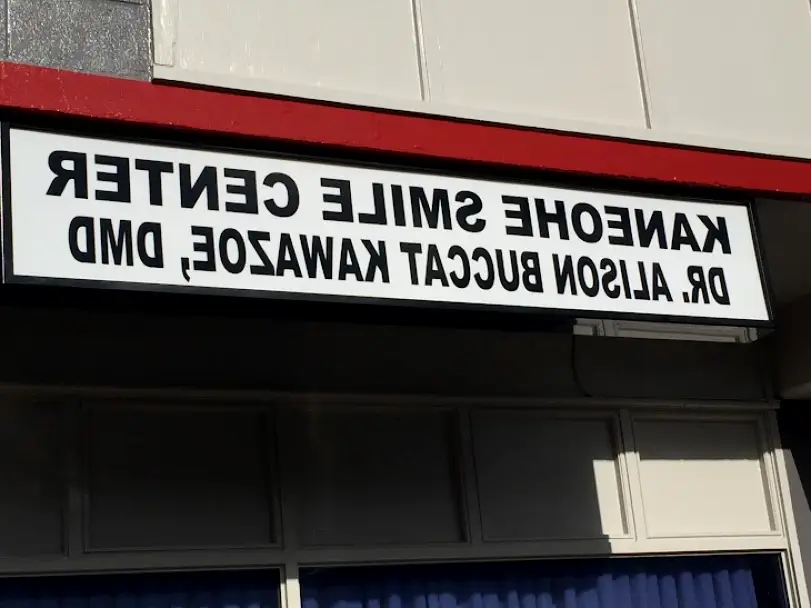 KANEOHE SMILE CENTER
DR. ALISON BUCCAT KAWAZOE, DMD